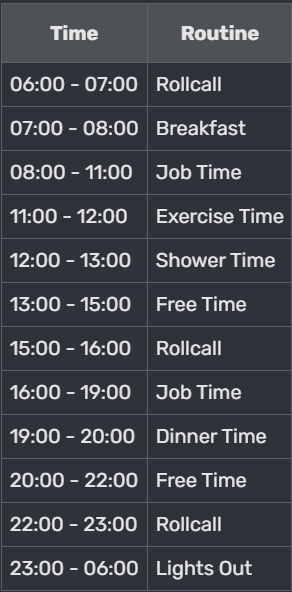 Time Routine
06:00 - 07:00 Rollcall
07:00 - 08:00 Breakfast
08:00 - 11:00 Job Time
11:00 - 12:00 Exercise Time
12:00 - 13:00 Shower Time
13:00 - 15:00 Free Time
15:00 - 16:00 Rollcall
16:00 - 19:00 Job Time
19:00 - 20:00 Dinner Time
20:00 - 22:00 Free Time
22:00 - 23:00 Rollcall
23:00 - 06:00 Lights Out